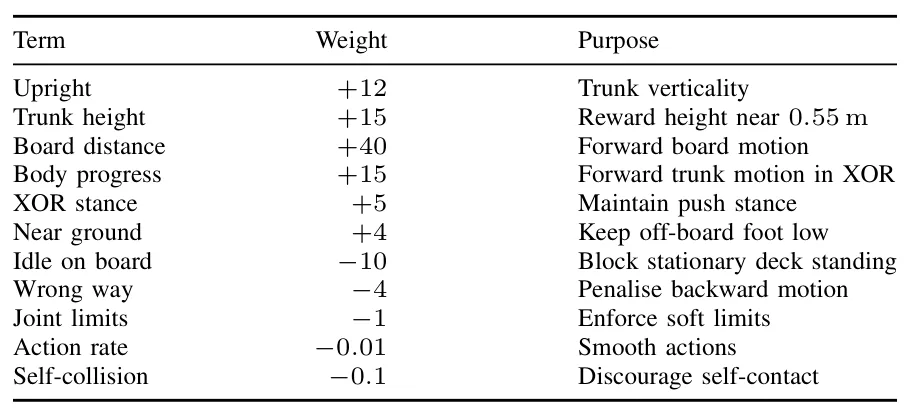 Term Weight Purpose
Upright +12 Trunk verticality
Trunk height +15 Reward height near 0.55 m
Board distance +40 Forward board motion
Body progress +15 Forward trunk motion in XOR
XOR stance +5 Maintain push stance
Near ground +4 Keep off-board foot low
Idle on board −10 Block stationary deck standing
Wrong way −4 Penalise backward motion
Joint limits −1 Enforce soft limits
Action rate −0.01 Smooth actions
Self-collision −0.1 Discourage self-contact